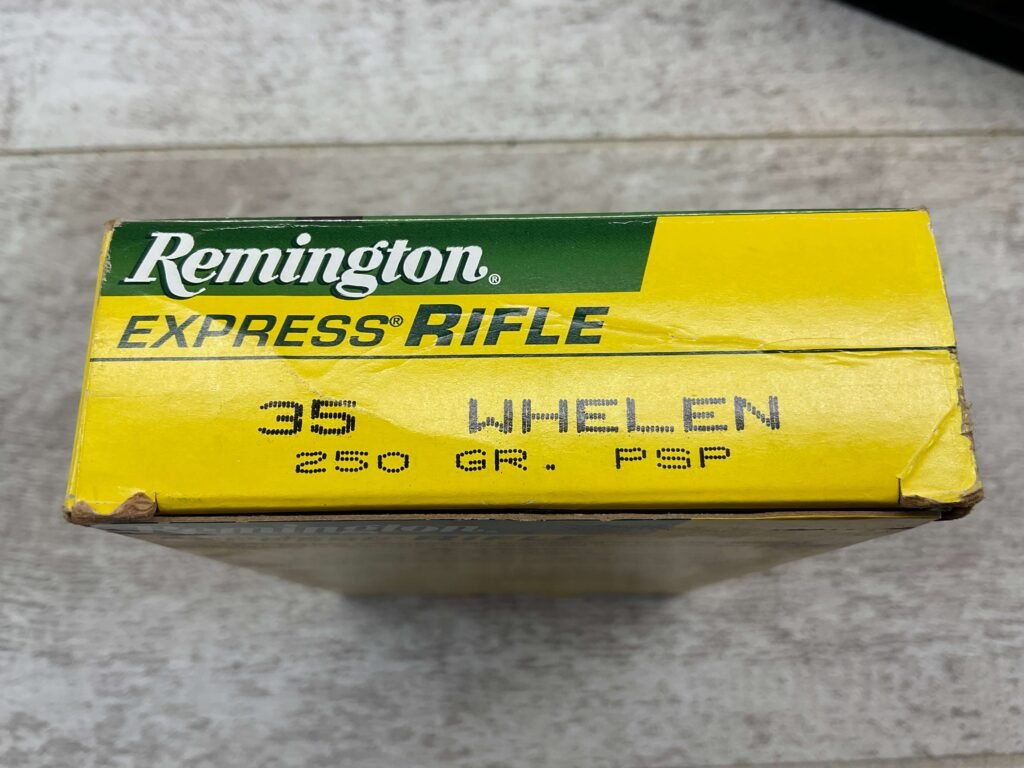 Remington®
EXPRESS® RIFLE
35 WHELEN
250 GR. PSP